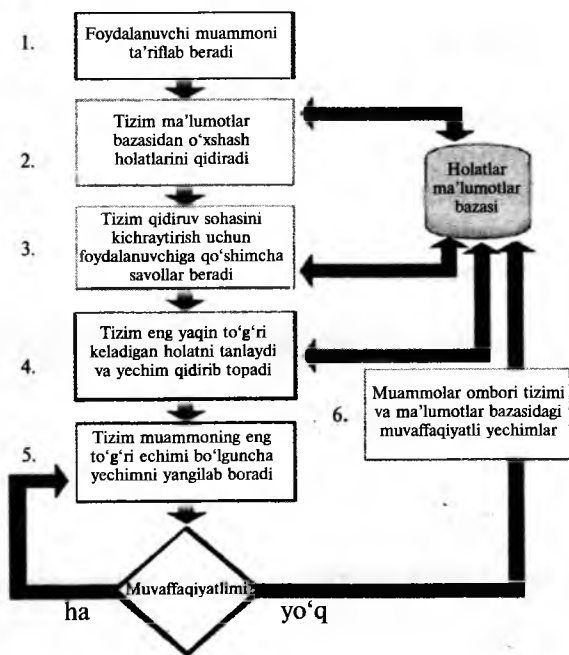 1.
Foydalanuvchi muammoni
ta'riflab beradi
2.
Tizim ma'lumotlar
bazasidan o‘xshash
holatlarini qidiradi
Holatlar
ma'lumotlar
bazasi
3.
Tizim qidiruv sohasini
kichraytirish uchun
foydalanuvchiga qo‘shimcha
savollar beradi
4.
Tizim eng yaqin to‘g‘ri
keladigan holatni tanlaydi
va yechim qidirib topadi
6.
Muammolar ombori tizimi
va ma'lumotlar bazasidagi
muvaffaqiyatli yechimlar
5.
Tizim muammoning eng
to‘g‘ri echimi bo‘lguncha
yechimni yangilab boradi
Muvaffaqiyatlimi?
ha
yo‘q